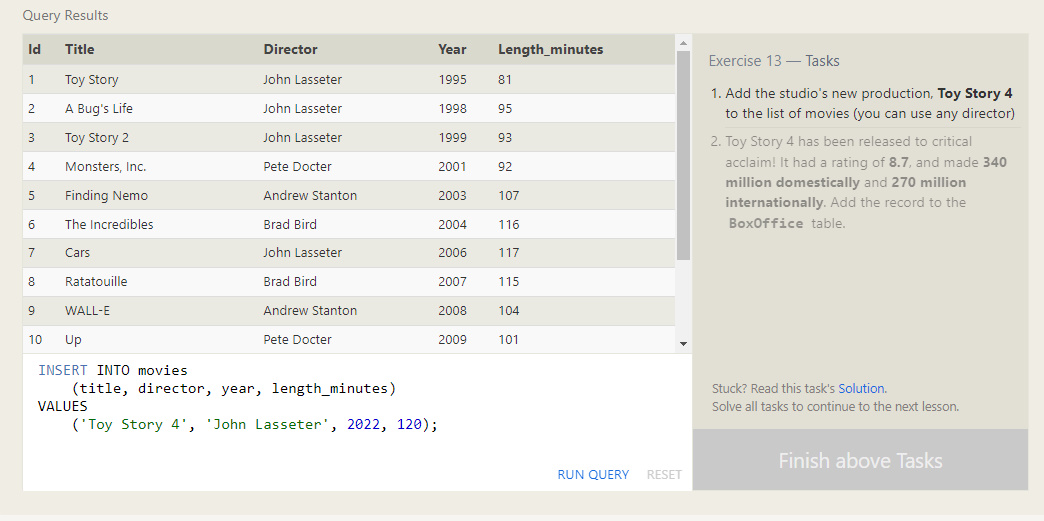 Query Results
Id Title Director Year Length_minutes
1 Toy Story John Lasseter 1995 81
2 A Bug's Life John Lasseter 1998 95
3 Toy Story 2 John Lasseter 1999 93
4 Monsters, Inc. Pete Docter 2001 92
5 Finding Nemo Andrew Stanton 2003 107
6 The Incredibles Brad Bird 2004 116
7 Cars John Lasseter 2006 117
8 Ratatouille Brad Bird 2007 115
9 WALL-E Andrew Stanton 2008 104
10 Up Pete Docter 2009 101
INSERT INTO movies
(title, director, year, length_minutes)
VALUES
('Toy Story 4', 'John Lasseter', 2022, 120);
RUN QUERY RESET
Exercise 13 — Tasks
1. Add the studio's new production, Toy Story 4
to the list of movies (you can use any director)
2. Toy Story 4 has been released to critical
acclaim! It had a rating of 8.7, and made 340
million domestically and 270 million
internationally. Add the record to the
BoxOffice table.
Stuck? Read this task's Solution.
Solve all tasks to continue to the next lesson.
Finish above Tasks